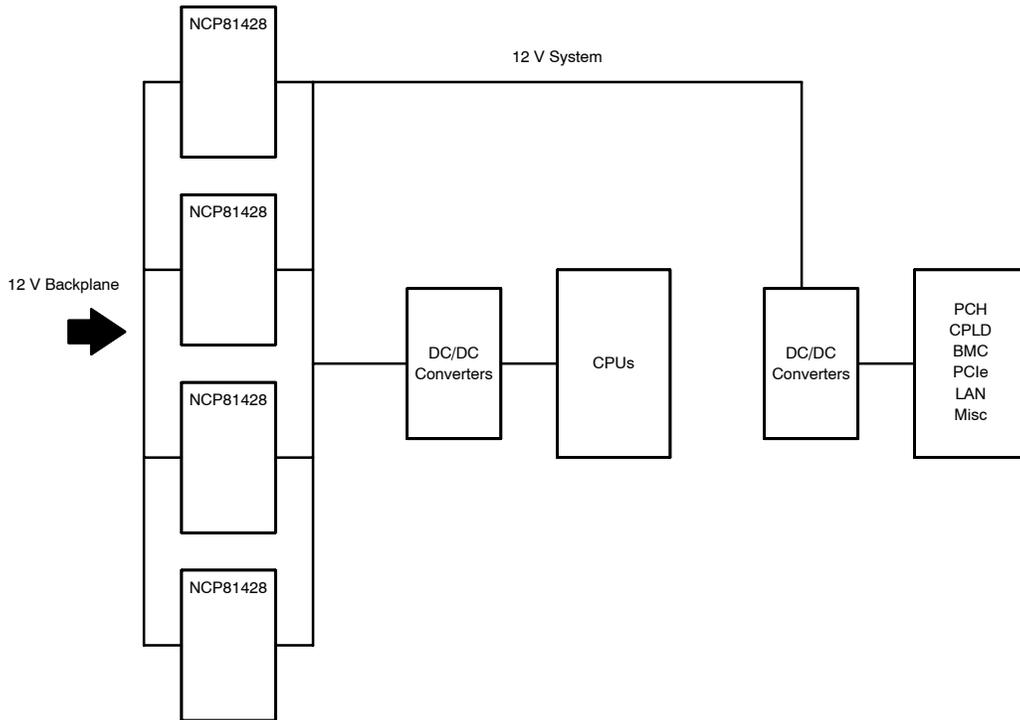 NCP81428
12 V System
NCP81428
12 V Backplane
DC/DC
Converters
CPUs
DC/DC
Converters
PCH
CPLD
BMC
PCIe
LAN
Misc
NCP81428
NCP81428